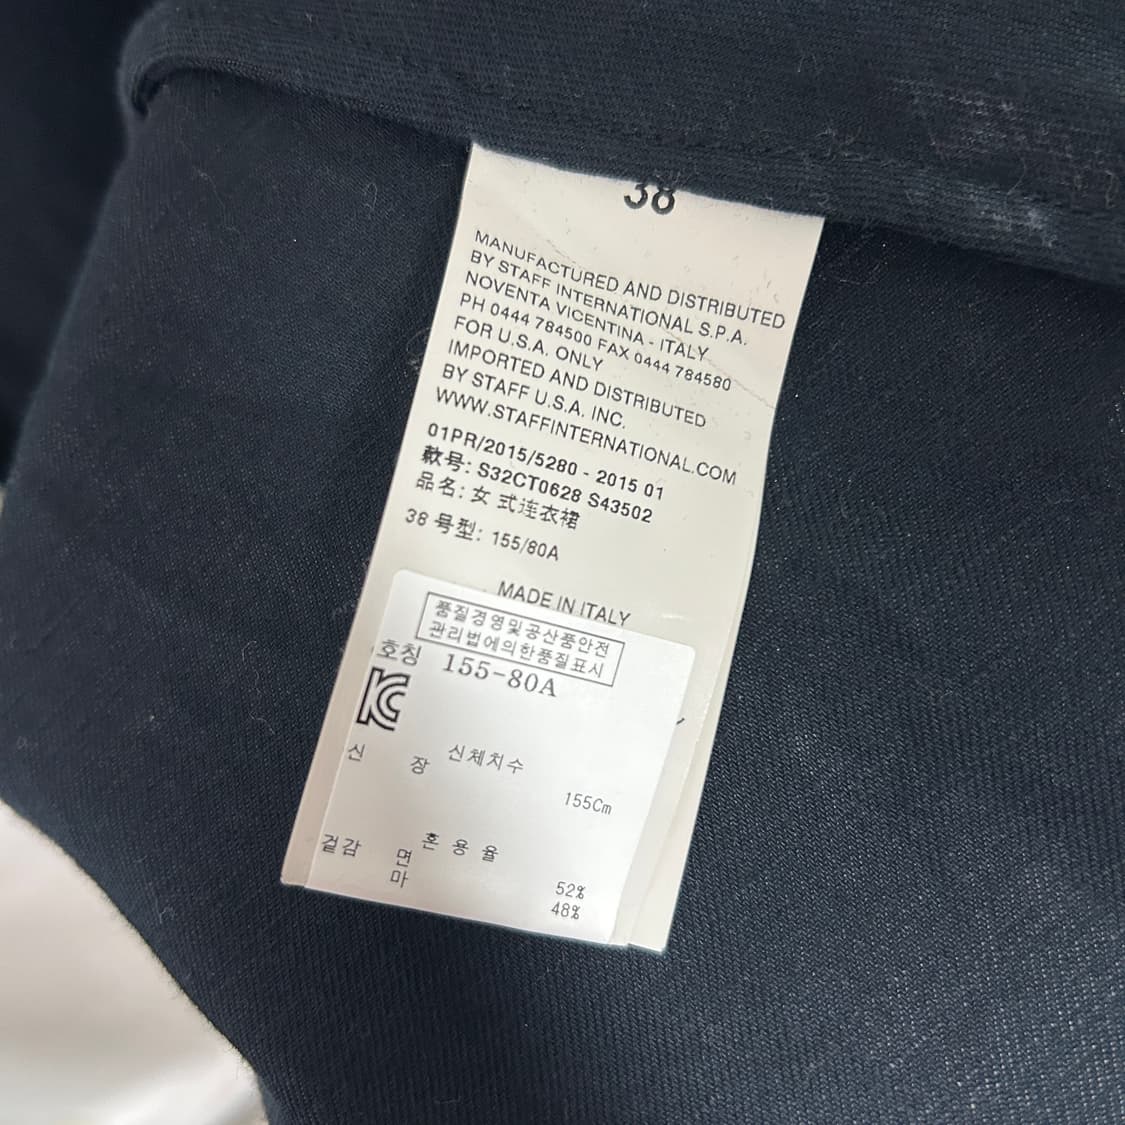 38
MANUFACTURED AND DISTRIBUTED
BY STAFF INTERNATIONAL S.P.A.
NOVENTA VICENTINA - ITALY
PH 0444 784500 FAX 0444 784580
FOR U.S.A. ONLY
IMPORTED AND DISTRIBUTED
BY STAFF U.S.A. INC.
WWW.STAFFINTERNATIONAL.COM
01PR/2015/5280 - 2015 01
款号: S32CT0628 S43502
品名: 女 式连衣裙
38 号型: 155/80A
MADE IN ITALY
품질경영및공산품안전
관리법에의한품질표시
호칭 155-80A
KC
신체치수
신 장 155Cm
혼 용 율
겉감 면 52%
마 48%